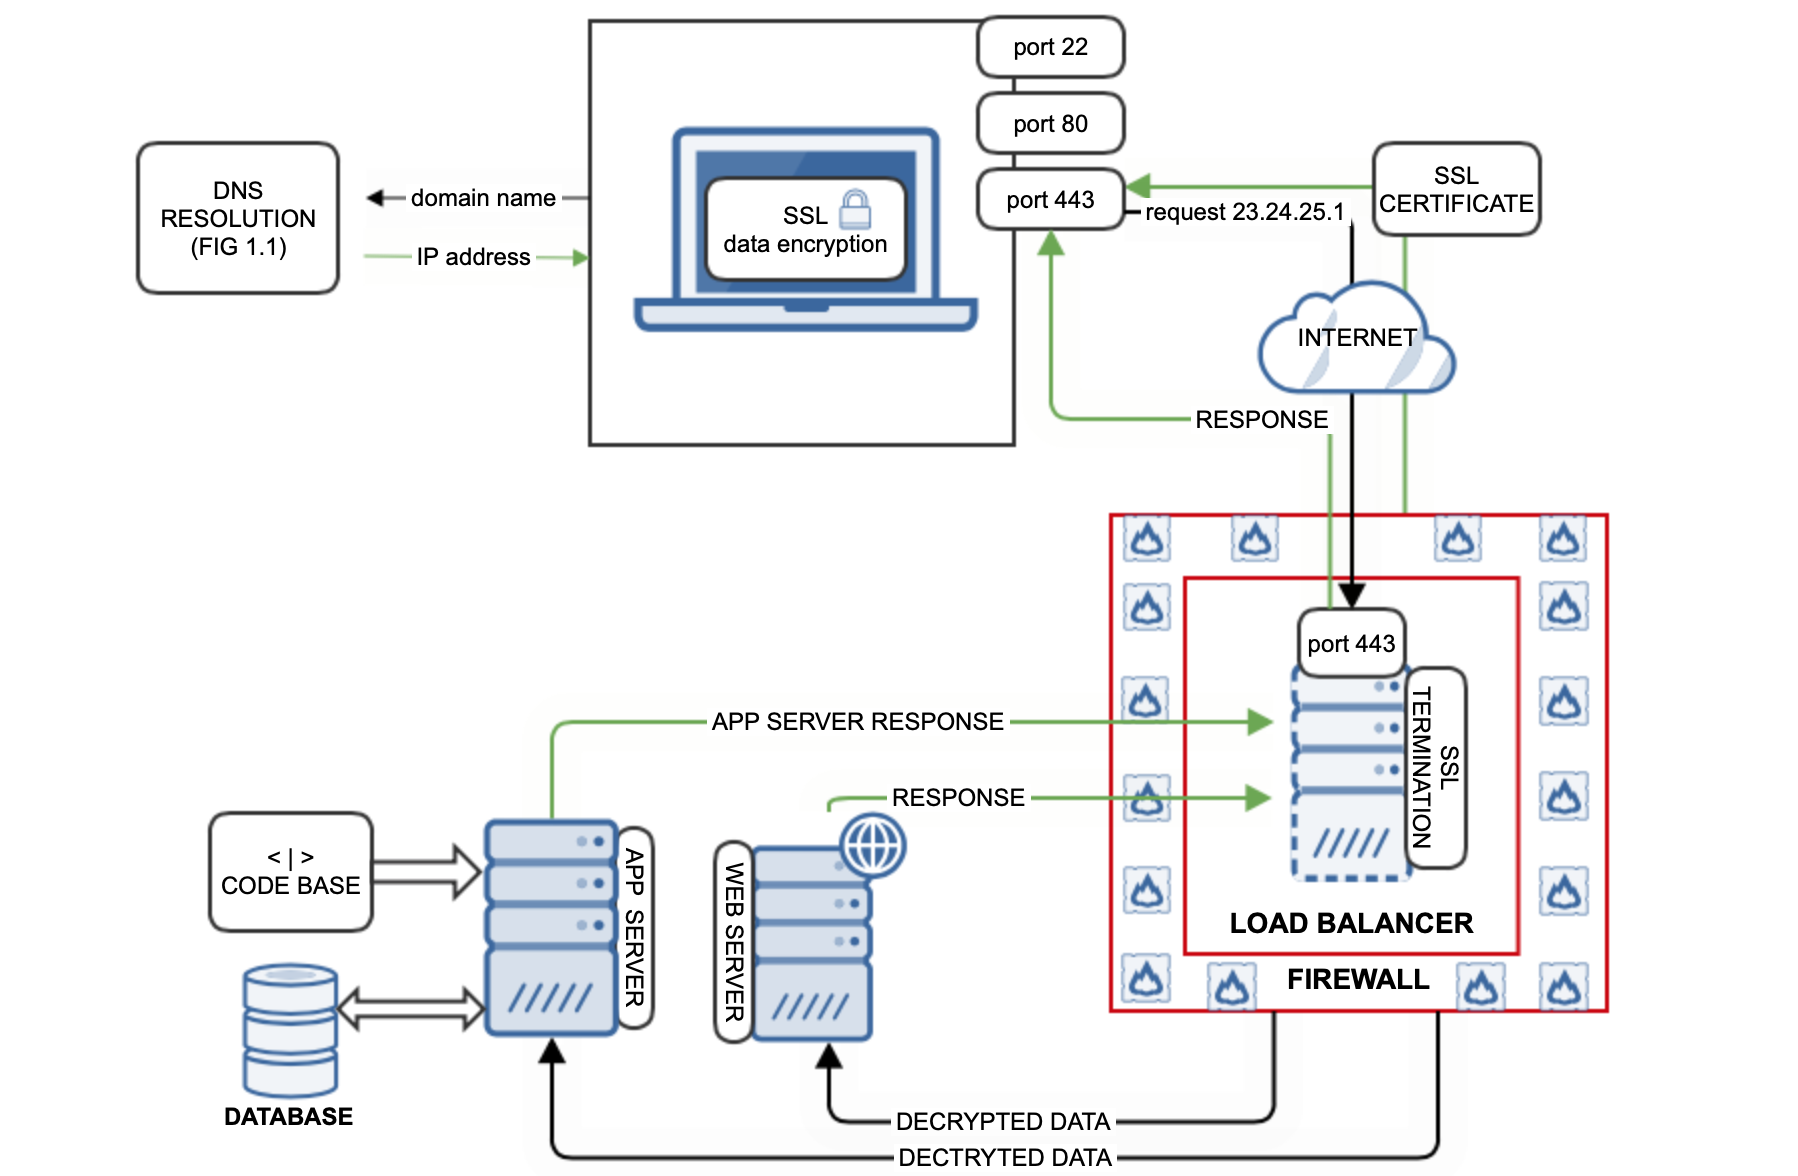 port 22
port 80
port 443
DNS
RESOLUTION
(FIG 1.1)
domain name
IP address
SSL
data encryption
SSL
CERTIFICATE
request 23.24.25.1
INTERNET
RESPONSE
port 443
SSL
TERMINATION
APP SERVER RESPONSE
RESPONSE
< | >
CODE BASE
APP SERVER
WEB SERVER
LOAD BALANCER
FIREWALL
DATABASE
DECRYPTED DATA
DECTRYTED DATA